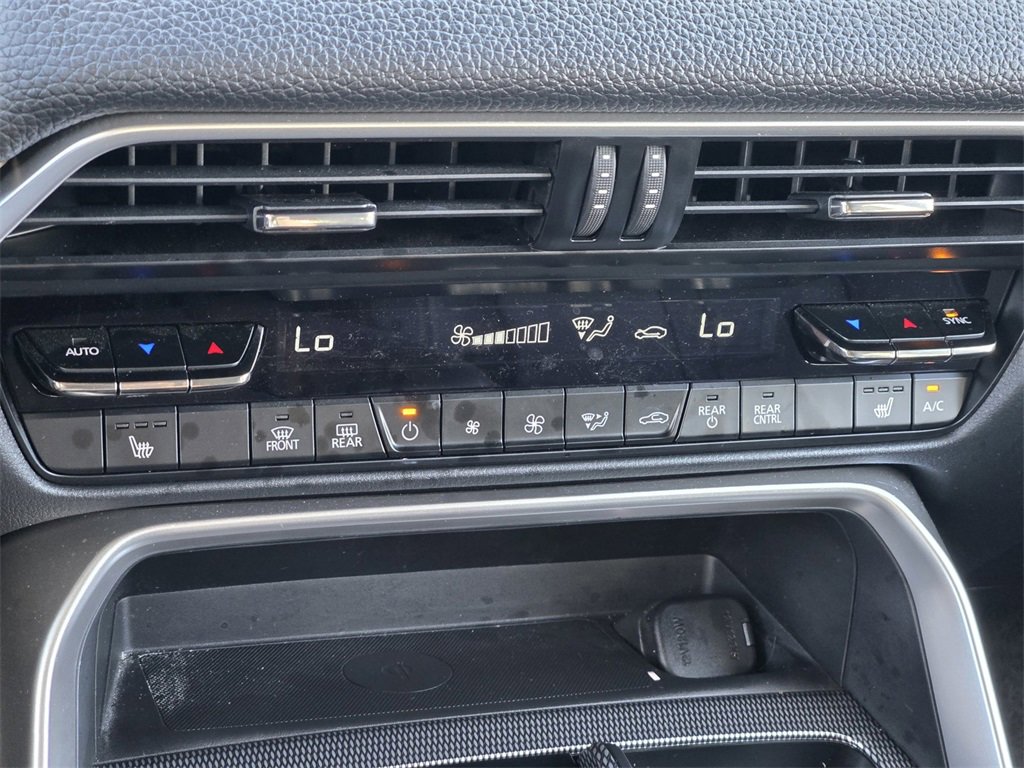 Lo
Lo
AUTO
SYNC
FRONT
REAR
REAR
REAR
CNTRL
A/C